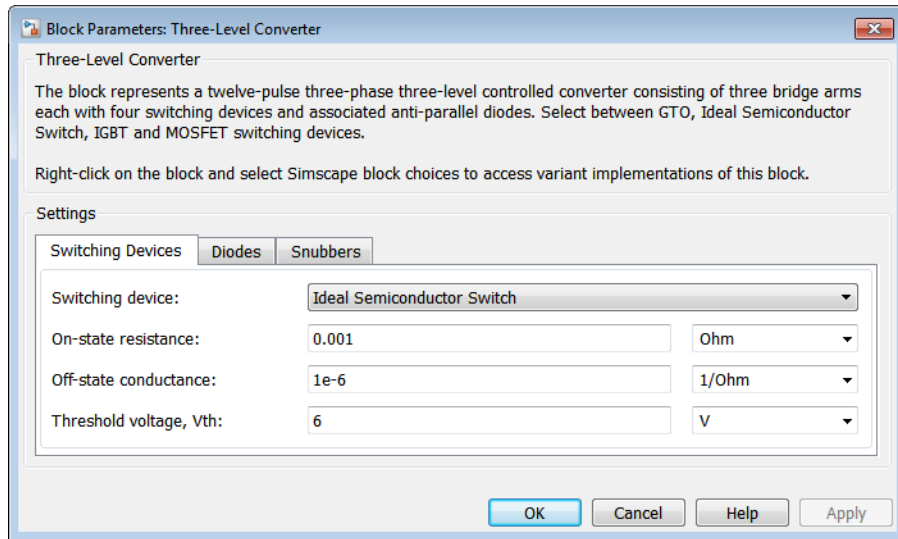 Block Parameters: Three-Level Converter
Three-Level Converter
The block represents a twelve-pulse three-phase three-level controlled converter consisting of three bridge arms
each with four switching devices and associated anti-parallel diodes. Select between GTO, Ideal Semiconductor
Switch, IGBT and MOSFET switching devices.
Right-click on the block and select Simscape block choices to access variant implementations of this block.
Settings
Switching Devices Diodes Snubbers
Switching device: Ideal Semiconductor Switch
On-state resistance: 0.001 Ohm
Off-state conductance: 1e-6 1/Ohm
Threshold voltage, Vth: 6 V
OK Cancel Help Apply